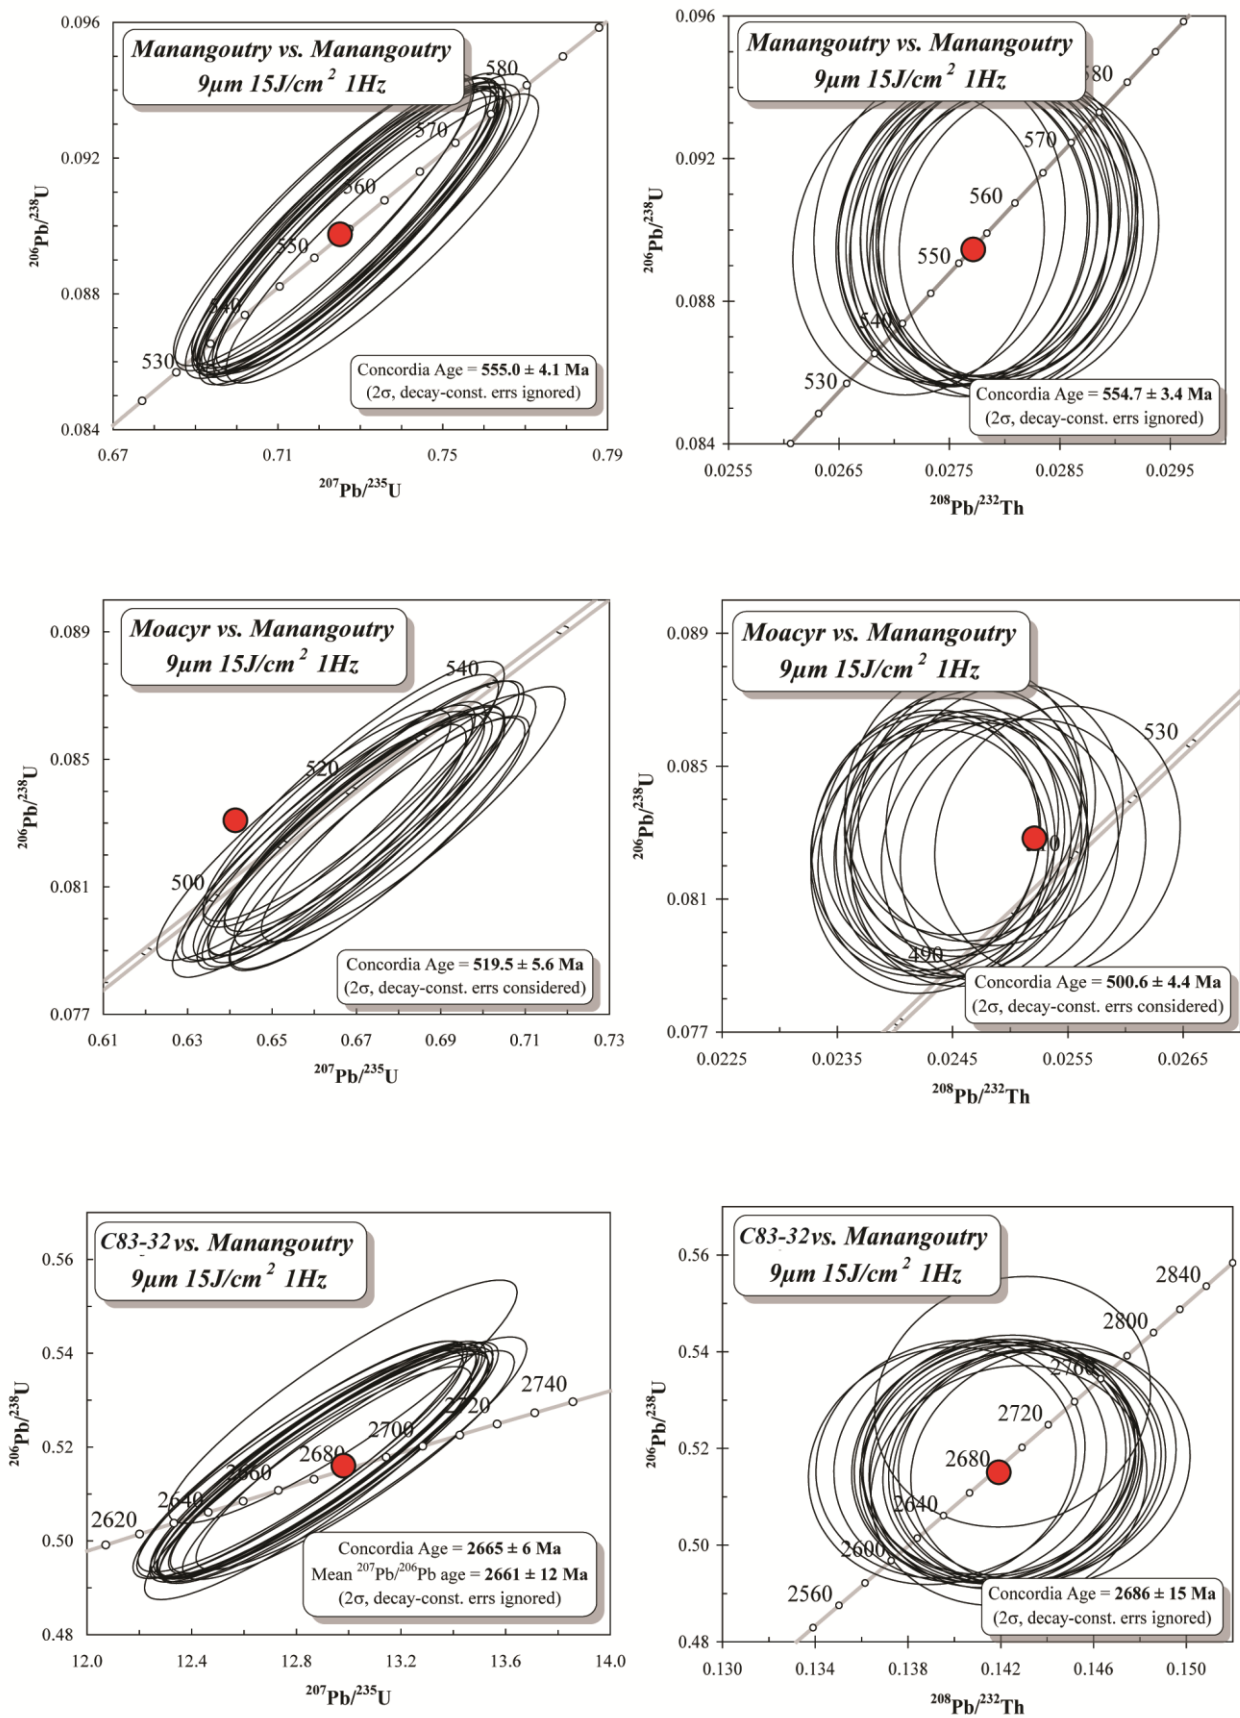 Manangoutry vs. Manangoutry
9µm 15J/cm² 1Hz
0.096
0.092
0.088
0.084
²⁰⁶Pb/²³⁸U
580
570
560
550
540
530
Concordia Age = 555.0 ± 4.1 Ma
(2σ, decay-const. errs ignored)
0.67
0.71
0.75
0.79
²⁰⁷Pb/²³⁵U
Manangoutry vs. Manangoutry
9µm 15J/cm² 1Hz
0.096
0.092
0.088
0.084
²⁰⁶Pb/²³⁸U
580
570
560
550
540
530
Concordia Age = 554.7 ± 3.4 Ma
(2σ, decay-const. errs ignored)
0.0255
0.0265
0.0275
0.0285
0.0295
²⁰⁸Pb/²³²Th
Moacyr vs. Manangoutry
9µm 15J/cm² 1Hz
0.089
0.085
0.081
0.077
²⁰⁶Pb/²³⁸U
540
520
500
Concordia Age = 519.5 ± 5.6 Ma
(2σ, decay-const. errs considered)
0.61
0.63
0.65
0.67
0.69
0.71
0.73
²⁰⁷Pb/²³⁵U
Moacyr vs. Manangoutry
9µm 15J/cm² 1Hz
0.089
0.085
0.081
0.077
²⁰⁶Pb/²³⁸U
530
490
Concordia Age = 500.6 ± 4.4 Ma
(2σ, decay-const. errs considered)
0.0225
0.0235
0.0245
0.0255
0.0265
²⁰⁸Pb/²³²Th
C83-32 vs. Manangoutry
9µm 15J/cm² 1Hz
0.56
0.54
0.52
0.50
0.48
²⁰⁶Pb/²³⁸U
2740
2720
2700
2680
2660
2640
2620
Concordia Age = 2665 ± 6 Ma
Mean ²⁰⁷Pb/²⁰⁶Pb age = 2661 ± 12 Ma
(2σ, decay-const. errs ignored)
12.0
12.4
12.8
13.2
13.6
14.0
²⁰⁷Pb/²³⁵U
C83-32 vs. Manangoutry
9µm 15J/cm² 1Hz
0.56
0.54
0.52
0.50
0.48
²⁰⁶Pb/²³⁸U
2840
2800
2760
2720
2680
2640
2600
2560
Concordia Age = 2686 ± 15 Ma
(2σ, decay-const. errs ignored)
0.130
0.134
0.138
0.142
0.146
0.150
²⁰⁸Pb/²³²Th